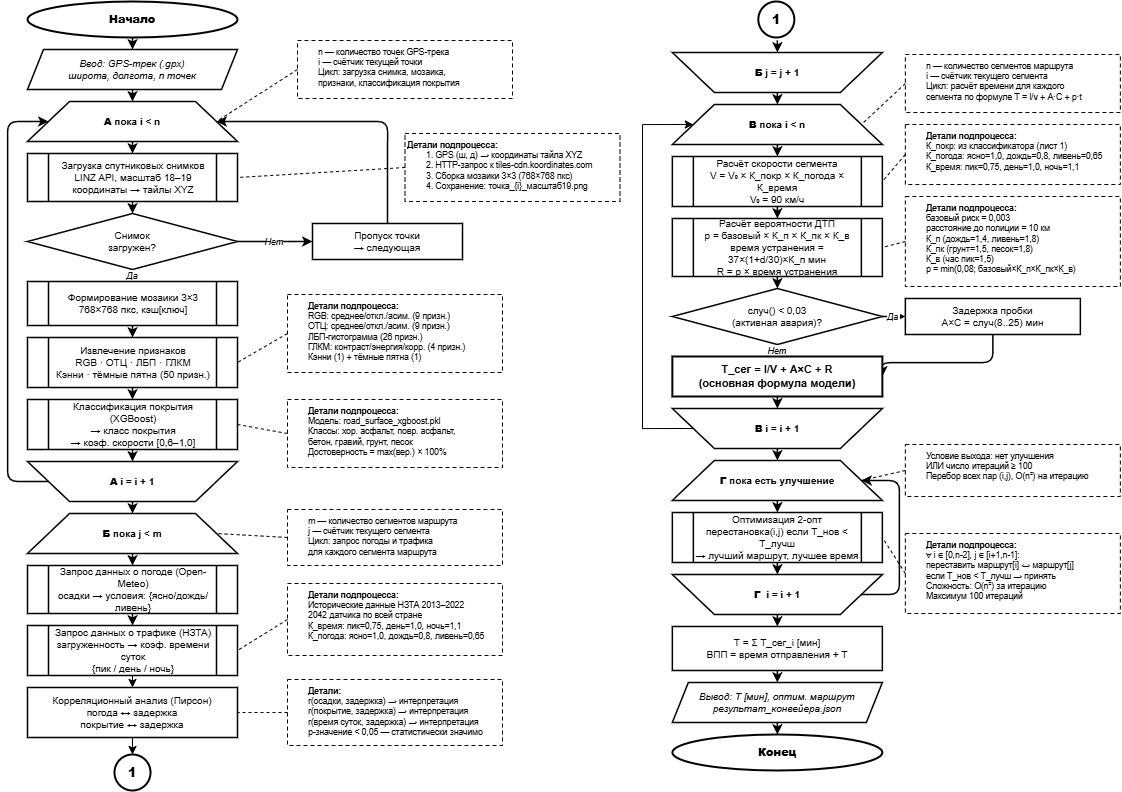 Начало
Ввод: GPS-трек (.gpx)
широта, долгота, n точек
n — количество точек GPS-трека
i — счётчик текущей точки
Цикл: загрузка снимка, мозаика,
признаки, классификация покрытия
А пока i < n
Загрузка спутниковых снимков
LINZ API, масштаб 18–19
координаты → тайлы XYZ
Детали подпроцесса:
1. GPS (ш, д) → координаты тайла XYZ
2. HTTP-запрос к tiles-cdn.koordinates.com
3. Сборка мозаики 3×3 (768×768 пкс)
4. Сохранение: точка_{i}_масштаб19.png
Снимок
загружен?
Нет
Пропуск точки
→ следующая
Да
Формирование мозаики 3×3
768×768 пкс, кэш[ключ]
Извлечение признаков
RGB · ОТЦ · ЛБП · ГЛКМ
Кэнни · тёмные пятна (50 призн.)
Детали подпроцесса:
RGB: среднее/откл./асим. (9 призн.)
ОТЦ: среднее/откл./асим. (9 призн.)
ЛБП-гистограмма (26 призн.)
ГЛКМ: контраст/энергия/корр. (4 призн.)
Кэнни (1) + тёмные пятна (1)
Классификация покрытия
(XGBoost)
→ класс покрытия
→ коэф. скорости [0,6–1,0]
Детали подпроцесса:
Модель: road_surface_xgboost.pkl
Классы: хор. асфальт, повр. асфальт,
бетон, гравий, грунт, песок
Достоверность = max(вер.) × 100%
А i = i + 1
Б пока j < m
m — количество сегментов маршрута
j — счётчик текущего сегмента
Цикл: запрос погоды и трафика
для каждого сегмента маршрута
Запрос данных о погоде (Open-
Meteo)
осадки → условия: {ясно/дождь/
ливень}
Запрос данных о трафике (НЗТА)
загруженность → коэф. времени
суток
{пик / день / ночь}
Детали подпроцесса:
Исторические данные НЗТА 2013–2022
2042 датчика по всей стране
К_время: пик=0,75, день=1,0, ночь=1,1
К_погода: ясно=1,0, дождь=0,8, ливень=0,65
Корреляционный анализ (Пирсон)
погода ↔ задержка
покрытие ↔ задержка
Детали:
r(осадки, задержка) → интерпретация
r(покрытие, задержка) → интерпретация
r(время суток, задержка) → интерпретация
p-значение < 0,05 — статистически значимо
1
1
Б j = j + 1
В пока i < n
n — количество сегментов маршрута
i — счётчик текущего сегмента
Цикл: расчёт времени для каждого
сегмента по формуле T = l/v + A·C + p·t
Расчёт скорости сегмента
V = V₀ × К_покр × К_погода ×
К_время
V₀ = 90 км/ч
Детали подпроцесса:
К_покр: из классификатора (лист 1)
К_погода: ясно=1,0, дождь=0,8, ливень=0,65
К_время: пик=0,75, день=1,0, ночь=1,1
Расчёт вероятности ДТП
р = базовый × К_п × К_пк × К_в
время устранения =
37×(1+d/30)×К_п мин
R = р × время устранения
Детали подпроцесса:
базовый риск = 0,003
расстояние до полиции = 10 км
К_п (дождь=1,4, ливень=1,8)
К_пк (грунт=1,5, песок=1,8)
К_в (час пик=1,5)
р = min(0,08; базовый×К_п×К_пк×К_в)
случ() < 0,03
(активная авария)?
Да
Задержка пробки
A×C = случ(8..25) мин
Нет
Т_сег = l/V + A×C + R
(основная формула модели)
В i = i + 1
Г пока есть улучшение
Условие выхода: нет улучшения
ИЛИ число итераций ≥ 100
Перебор всех пар (i,j), O(n²) на итерацию
Оптимизация 2-опт
перестановка(i,j) если Т_нов <
Т_лучш
→ лучший маршрут, лучшее время
Детали подпроцесса:
∀ i ∈ [0,n-2], j ∈ [i+1,n-1]:
переставить маршрут[i] ↔ маршрут[j]
если Т_нов < Т_лучш → принять
Сложность: O(n²) за итерацию
Максимум 100 итераций
Г i = i + 1
Т = Σ Т_сег_i [мин]
ВПП = время отправления + Т
Вывод: Т [мин], оптим. маршрут
результат_конвейера.json
Конец